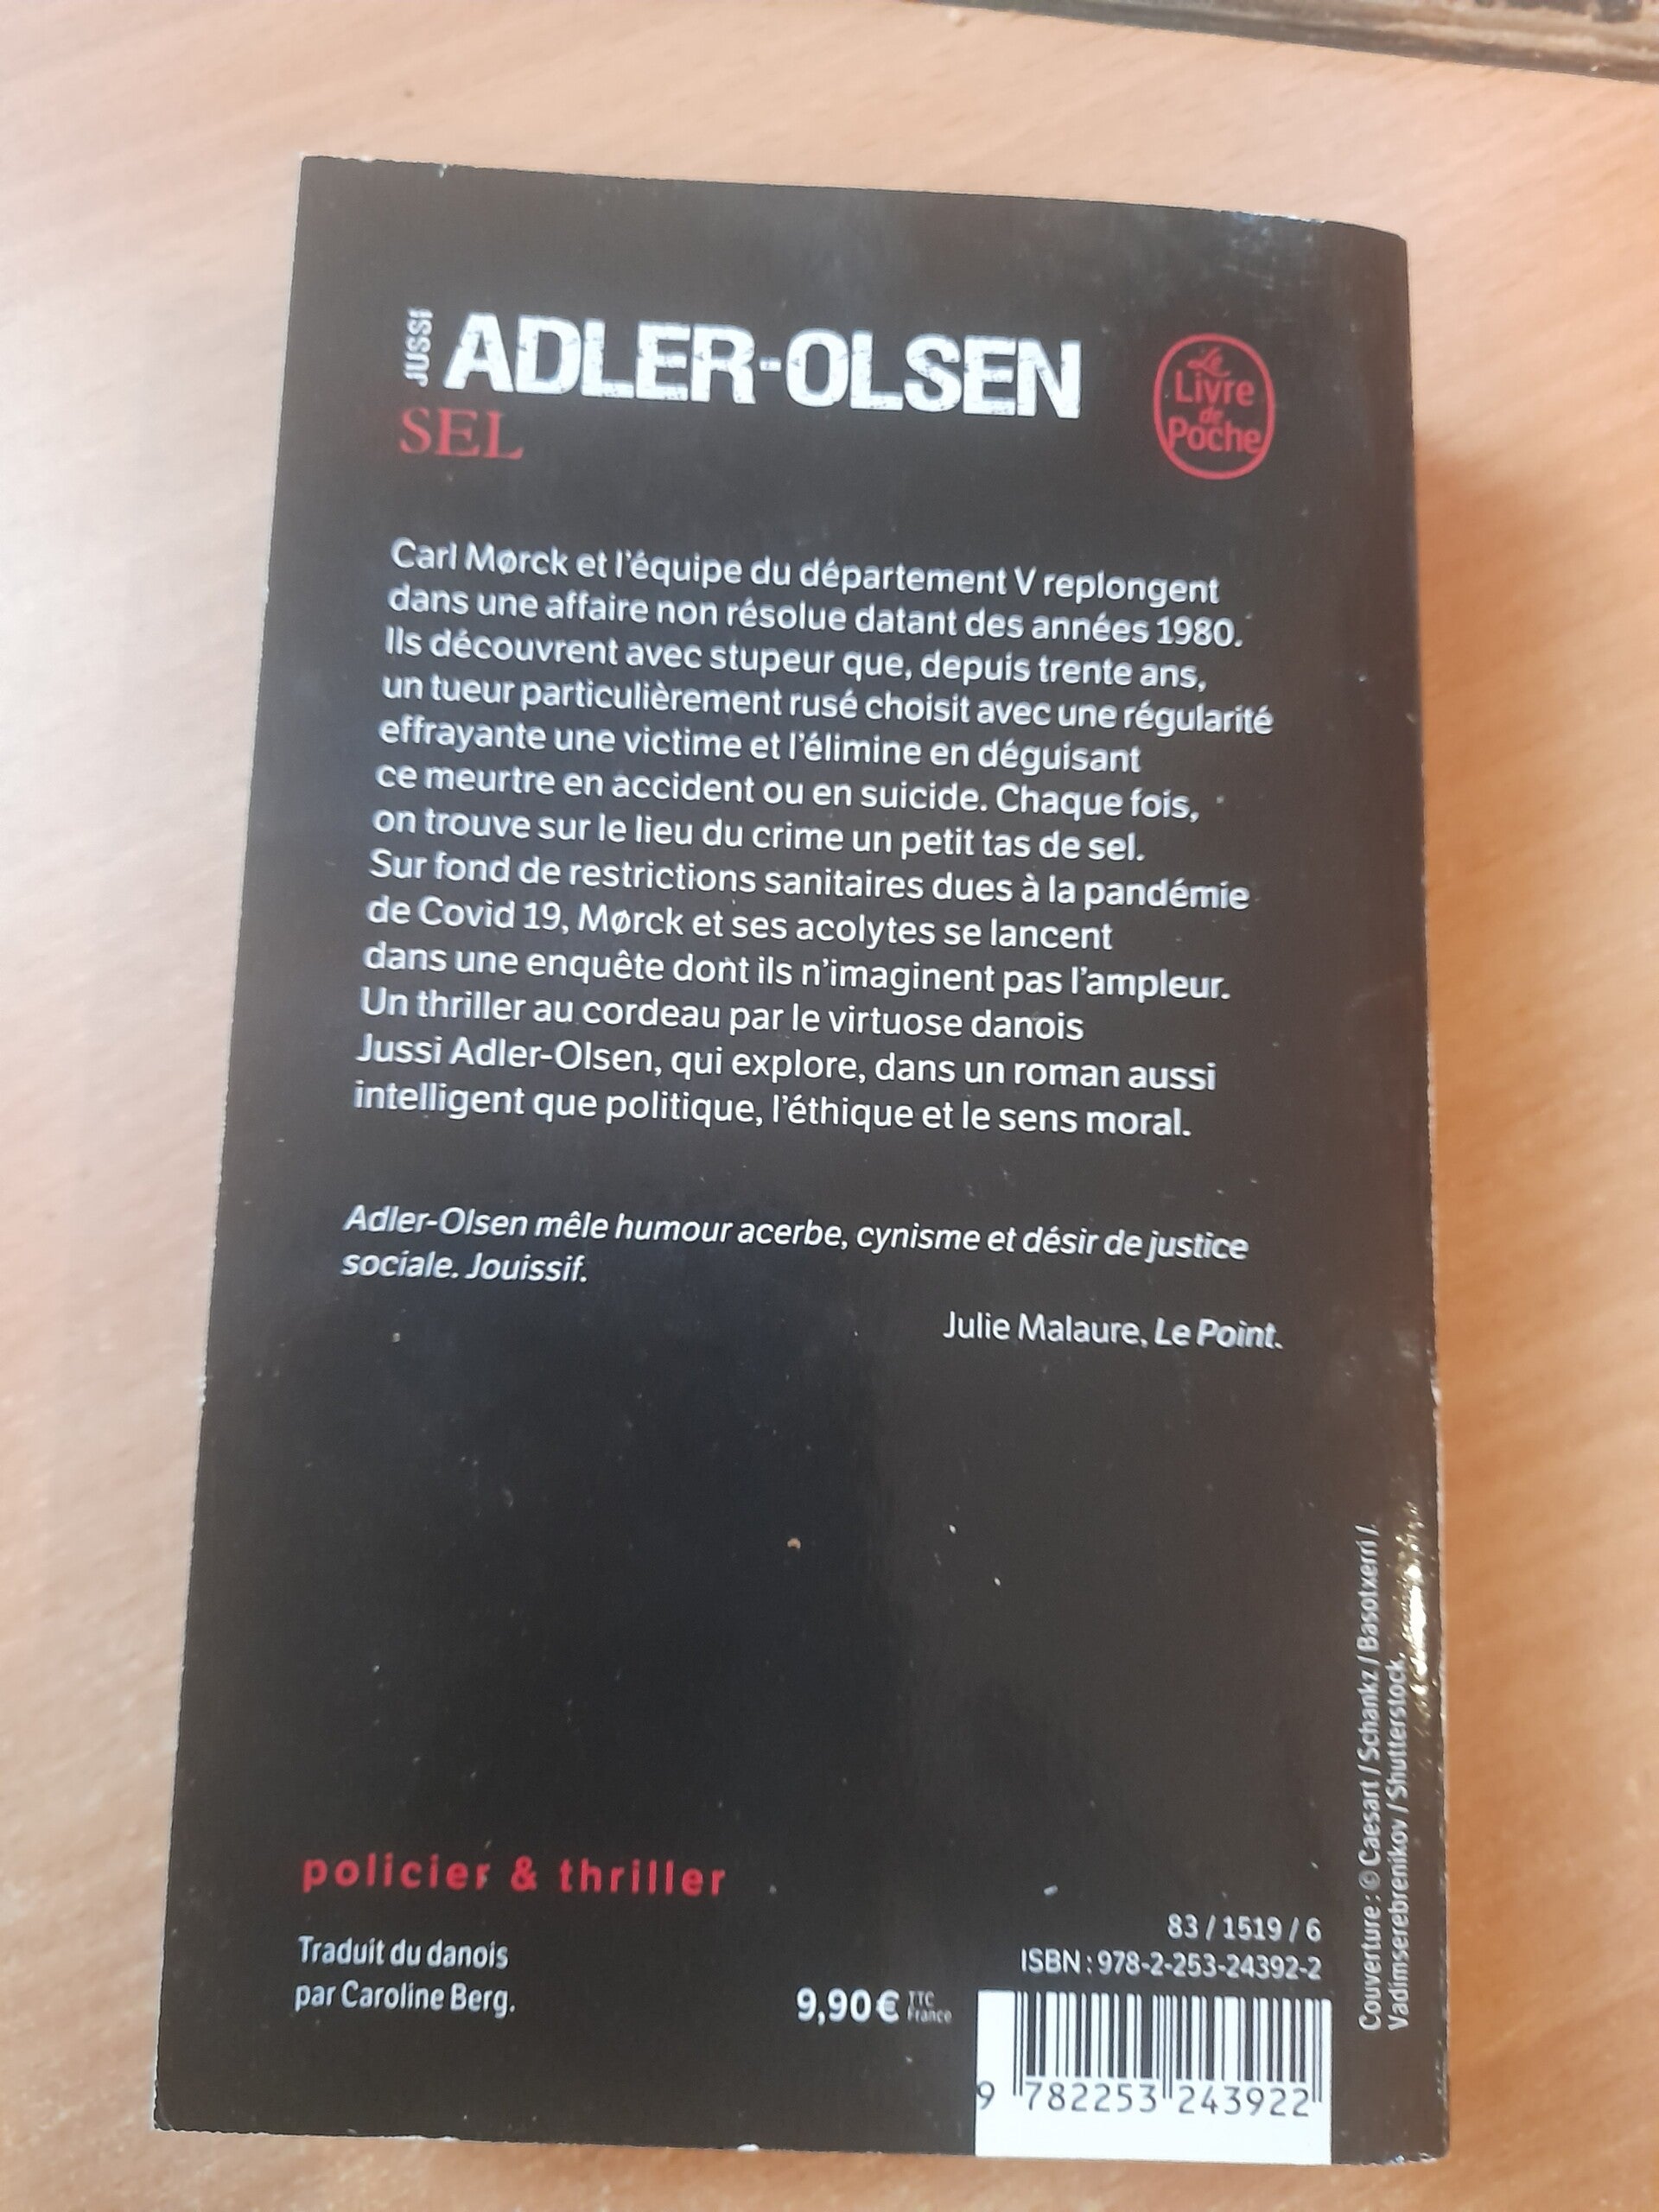 JUSSI
ADLER-OLSEN
SEL
Le
Livre
de
Poche
Carl Mørck et l'équipe du département V replongent
dans une affaire non résolue datant des années 1980.
Ils découvrent avec stupeur que, depuis trente ans,
un tueur particulièrement rusé choisit avec une régularité
effrayante une victime et l'élimine en déguisant
ce meurtre en accident ou en suicide. Chaque fois,
on trouve sur le lieu du crime un petit tas de sel.
Sur fond de restrictions sanitaires dues à la pandémie
de Covid 19, Mørck et ses acolytes se lancent
dans une enquête dont ils n'imaginent pas l'ampleur.
Un thriller au cordeau par le virtuose danois
Jussi Adler-Olsen, qui explore, dans un roman aussi
intelligent que politique, l'éthique et le sens moral.
Adler-Olsen mêle humour acerbe, cynisme et désir de justice
sociale. Jouissif.
Julie Malaure, Le Point.
policier & thriller
Traduit du danois
par Caroline Berg.
9,90€ TTC
France
83 / 1519 / 6
ISBN : 978-2-253-24392-2
9 782253 243922
Couverture : © Caesart / Schankz / Basotxerri /
Vadimserebrenikov / Shutterstock.